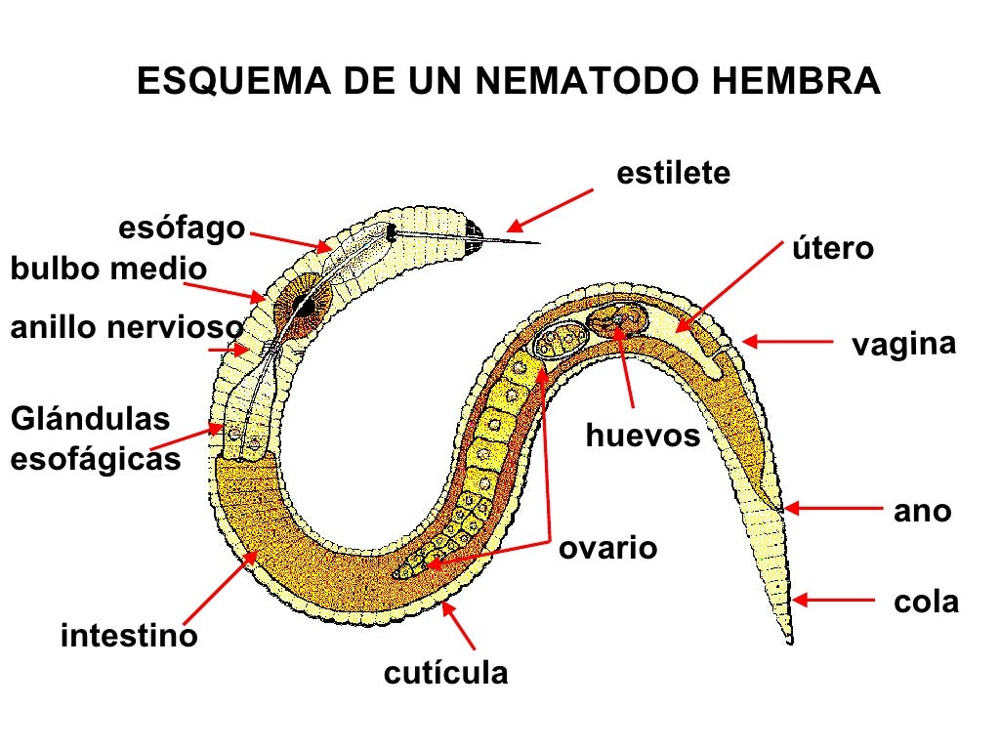 ESQUEMA DE UN NEMATODO HEMBRA
estilete
esófago
bulbo medio
anillo nervioso
Glándulas
esofágicas
intestino
cutícula
ovario
huevos
útero
vagina
ano
cola